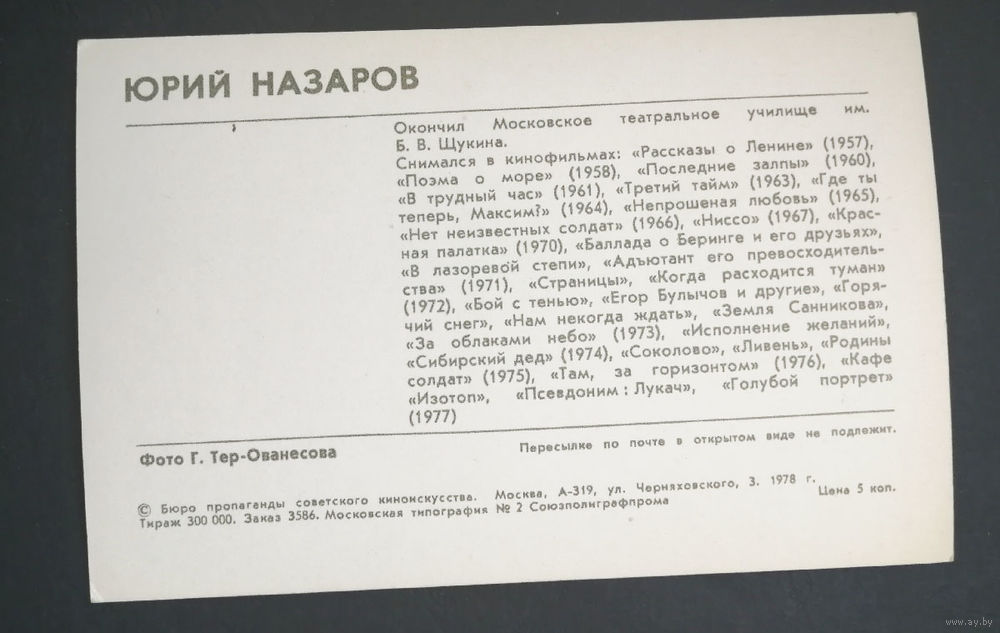 ЮРИЙ НАЗАРОВ
Окончил Московское театральное училище им.
Б. В. Щукина.
Снимался в кинофильмах: «Рассказы о Ленине» (1957),
«Поэма о море» (1958), «Последние залпы» (1960),
«В трудный час» (1961), «Третий тайм» (1963), «Где ты
теперь, Максим?» (1964), «Непрошеная любовь» (1965),
«Нет неизвестных солдат» (1966), «Ниссо» (1967), «Крас-
ная палатка» (1970), «Баллада о Беринге и его друзьях»,
«В лазоревой степи», «Адъютант его превосходитель-
ства» (1971), «Страницы», «Когда расходится туман»
(1972), «Бой с тенью», «Егор Булычов и другие», «Горя-
чий снег», «Нам некогда ждать», «Земля Санникова»,
«За облаками небо» (1973), «Исполнение желаний»,
«Сибирский дед» (1974), «Соколово», «Ливень», «Родины
солдат» (1975), «Там, за горизонтом» (1976), «Кафе
«Изотоп», «Псевдоним: Лукач», «Голубой портрет»
(1977)
Фото Г. Тер-Ованесова
Пересылке по почте в открытом виде не подлежит.
© Бюро пропаганды советского киноискусства. Москва, А-319, ул. Черняховского, 3. 1978 г.
Тираж 300 000. Заказ 3586. Московская типография № 2 Союзполиграфпрома
Цена 5 коп.
www.ay.by